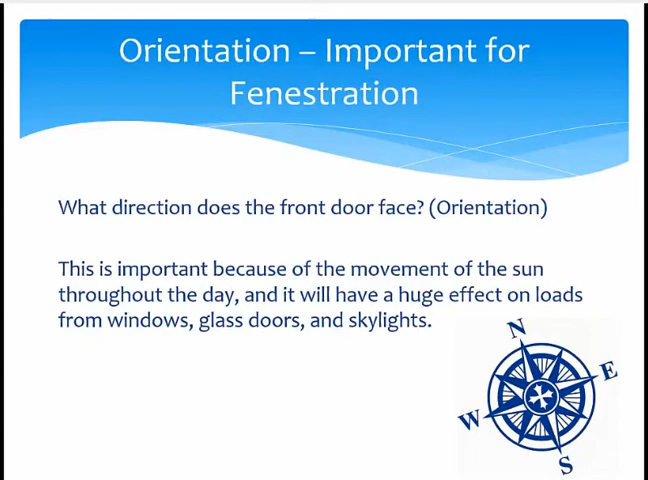 Orientation – Important for
Fenestration
What direction does the front door face? (Orientation)
This is important because of the movement of the sun
throughout the day, and it will have a huge effect on loads
from windows, glass doors, and skylights.
N
E
W
S